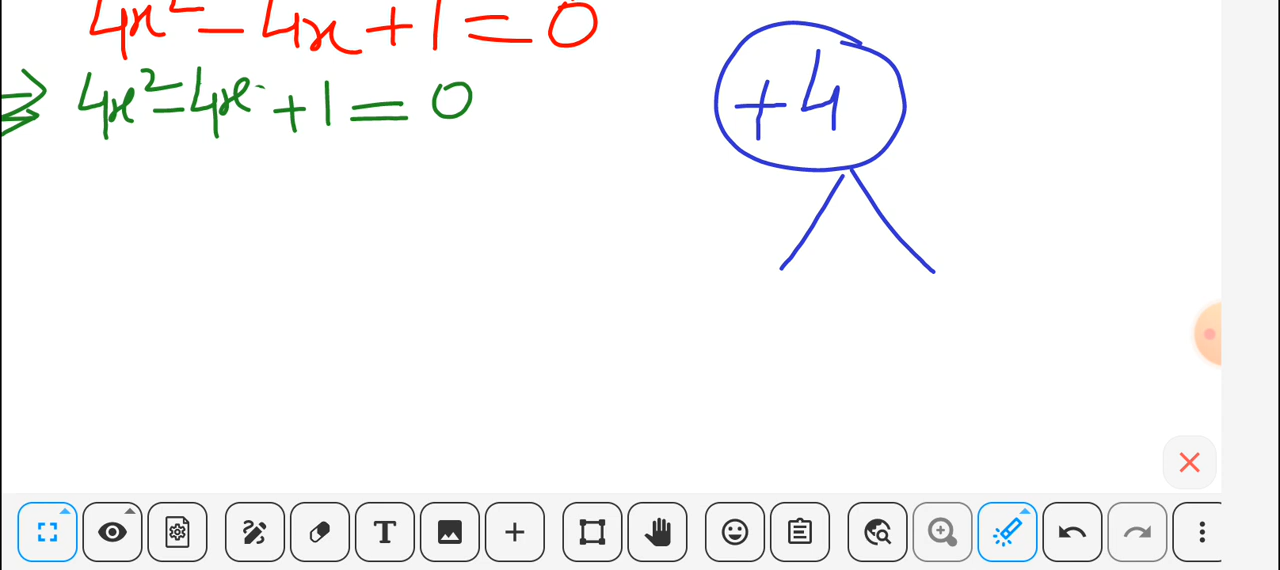 4x² - 4x + 1 = 0
⇒ 4x² - 4x + 1 = 0
+4
T